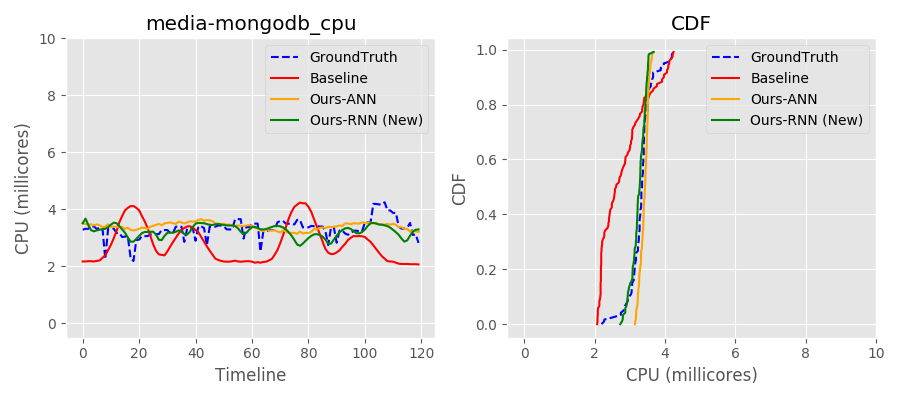 media-mongodb_cpu
10
8
6
4
2
0
CPU (millicores)
0
20
40
60
80
100
120
Timeline
GroundTruth
Baseline
Ours-ANN
Ours-RNN (New)
CDF
1.0
0.8
0.6
0.4
0.2
0.0
CDF
0
2
4
6
8
10
CPU (millicores)
GroundTruth
Baseline
Ours-ANN
Ours-RNN (New)